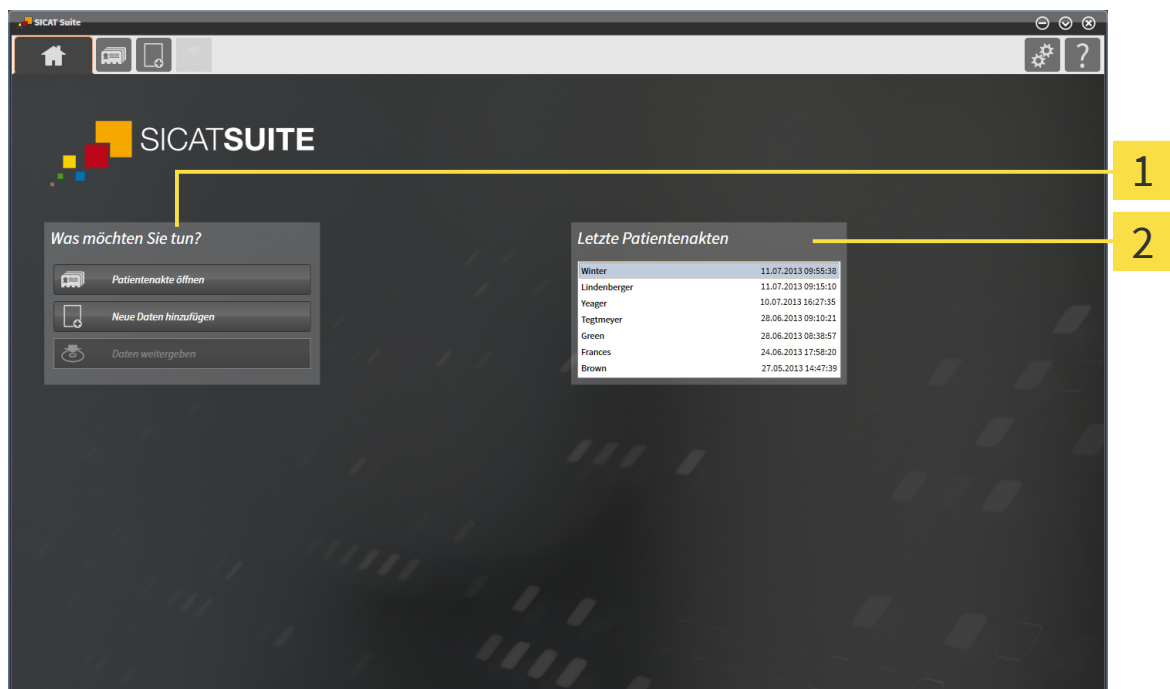 SICAT Suite
?
SICATSUITE
1
Was möchten Sie tun?
Patientenakte öffnen
Neue Daten hinzufügen
Daten weitergeben
2
Letzte Patientenakten
Winter 11.07.2013 09:55:38
Lindenberger 11.07.2013 09:15:10
Yeager 10.07.2013 16:27:35
Tegtmeyer 28.06.2013 09:10:21
Green 28.06.2013 08:38:57
Frances 24.06.2013 17:58:20
Brown 27.05.2013 14:47:39